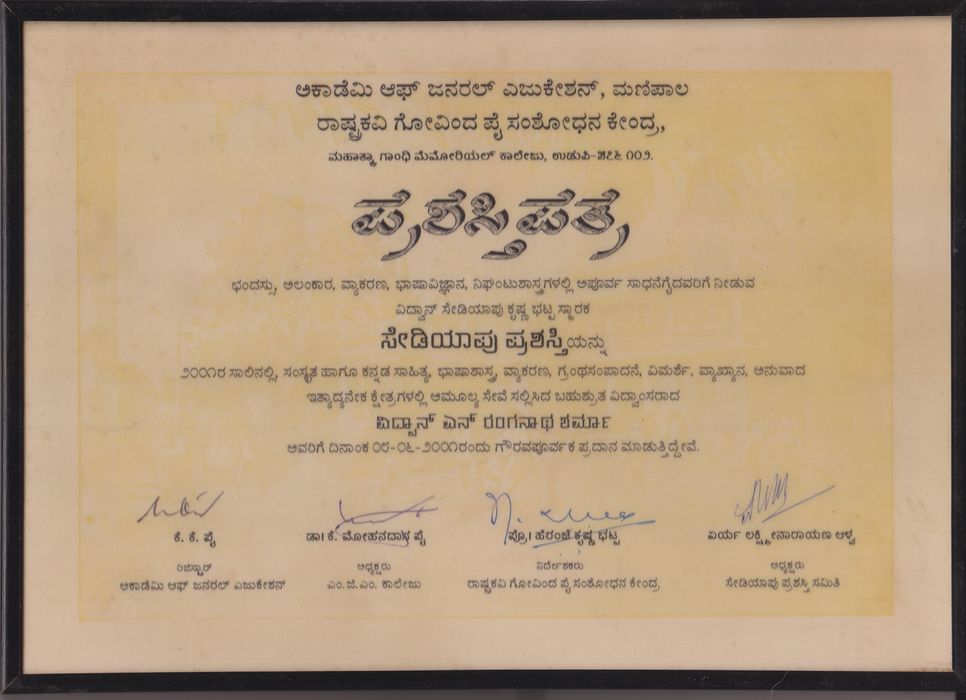 ಅಕಾಡೆಮಿ ಆಫ್ ಜನರಲ್ ಎಜುಕೇಶನ್, ಮಣಿಪಾಲ
ರಾಷ್ಟ್ರಕವಿ ಗೋವಿಂದ ಪೈ ಸಂಶೋಧನ ಕೇಂದ್ರ,
ಮಹಾತ್ಮಾ ಗಾಂಧಿ ಮೆಮೋರಿಯಲ್ ಕಾಲೇಜು, ಉಡುಪಿ-೫೭೬ ೧೦೨.
ಪ್ರಶಸ್ತಿಪತ್ರ
ಛಂದಸ್ಸು, ಅಲಂಕಾರ, ವ್ಯಾಕರಣ, ಭಾಷಾವಿಜ್ಞಾನ, ನಿಘಂಟುಶಾಸ್ತ್ರಗಳಲ್ಲಿ ಅಪೂರ್ವ ಸಾಧನೆಗೈದವರಿಗೆ ನೀಡುವ
ವಿದ್ವಾನ್ ಸೇಡಿಯಾಪು ಕೃಷ್ಣ ಭಟ್ಟ ಸ್ಮಾರಕ
ಸೇಡಿಯಾಪು ಪ್ರಶಸ್ತಿಯನ್ನು
೨೦೦೧ರ ಸಾಲಿನಲ್ಲಿ, ಸಂಸ್ಕೃತ ಹಾಗೂ ಕನ್ನಡ ಸಾಹಿತ್ಯ, ಭಾಷಾಶಾಸ್ತ್ರ, ವ್ಯಾಕರಣ, ಗ್ರಂಥಸಂಪಾದನೆ, ವಿಮರ್ಶೆ, ವ್ಯಾಖ್ಯಾನ, ಅನುವಾದ
ಇತ್ಯಾದ್ಯನೇಕ ಕ್ಷೇತ್ರಗಳಲ್ಲಿ ಅಮೂಲ್ಯ ಸೇವೆ ಸಲ್ಲಿಸಿದ ಬಹುಶ್ರುತ ವಿದ್ವಾಂಸರಾದ
ವಿದ್ವಾನ್ ಎನ್ ರಂಗನಾಥ ಶರ್ಮಾ
ಅವರಿಗೆ ದಿನಾಂಕ ೦೮-೦೬-೨೦೦೧ರಂದು ಗೌರವಪೂರ್ವಕ ಪ್ರದಾನ ಮಾಡುತ್ತಿದ್ದೇವೆ.
ಕೆ. ಕೆ. ಪೈ ಡಾ। ಕೆ. ಮೋಹನದಾಸ ಪೈ ಪ್ರೊ। ಹೆರಂಜೆ ಕೃಷ್ಣ ಭಟ್ಟ ಏರ್ಯ ಲಕ್ಷ್ಮೀನಾರಾಯಣ ಆಳ್ವ
ರಿಜಿಸ್ಟ್ರಾರ್ ಅಧ್ಯಕ್ಷರು ನಿರ್ದೇಶಕರು ಅಧ್ಯಕ್ಷರು
ಅಕಾಡೆಮಿ ಆಫ್ ಜನರಲ್ ಎಜುಕೇಶನ್ ಎಂ.ಜಿ.ಎಂ. ಕಾಲೇಜು ರಾಷ್ಟ್ರಕವಿ ಗೋವಿಂದ ಪೈ ಸಂಶೋಧನ ಕೇಂದ್ರ ಸೇಡಿಯಾಪು ಪ್ರಶಸ್ತಿ ಸಮಿತಿ